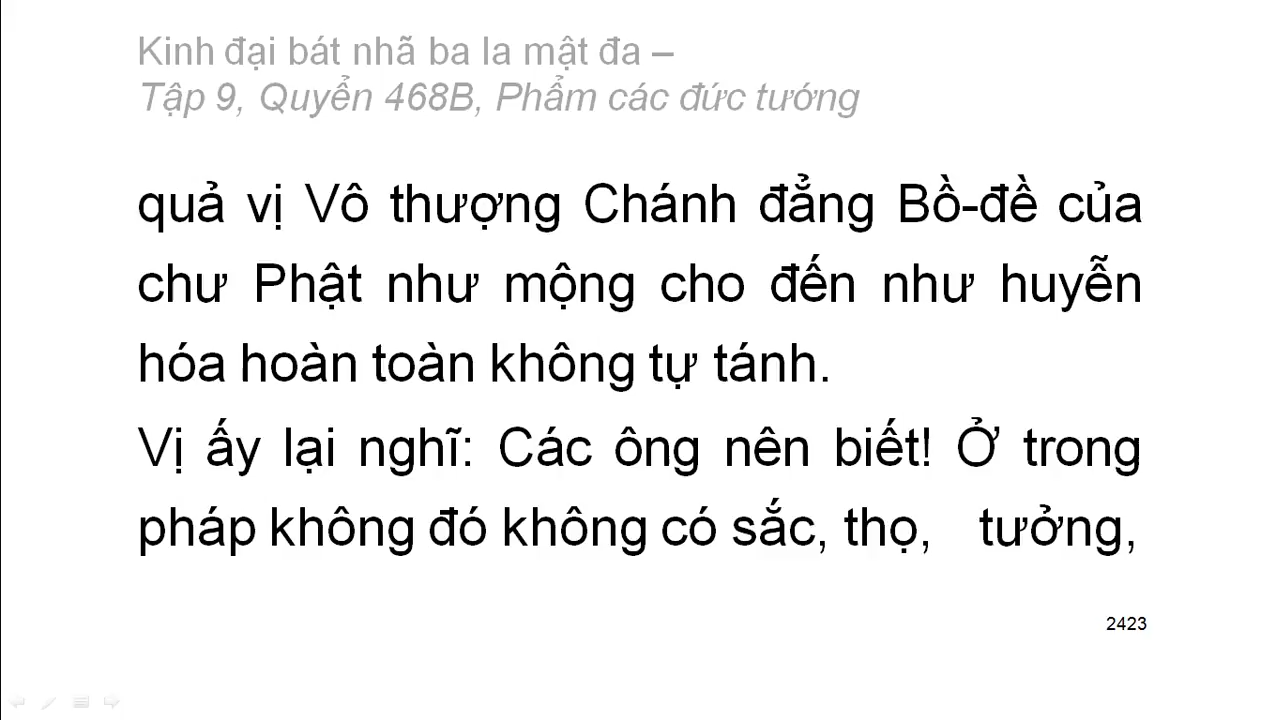 Kinh đại bát nhã ba la mật đa –
Tập 9, Quyển 468B, Phẩm các đức tướng
quả vị Vô thượng Chánh đẳng Bồ-đề của
chư Phật như mộng cho đến như huyễn
hóa hoàn toàn không tự tánh.
Vị ấy lại nghĩ: Các ông nên biết! Ở trong
pháp không đó không có sắc, thọ, tưởng,
2423